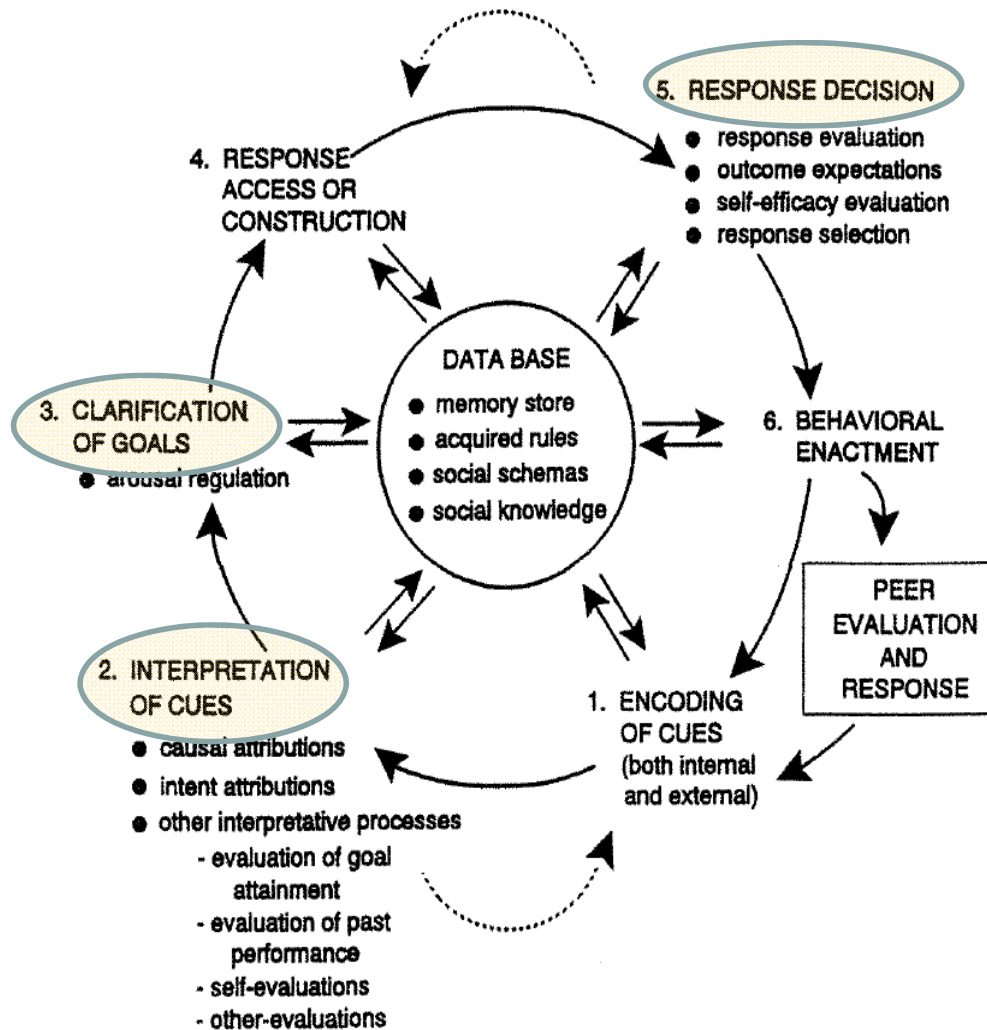 5. RESPONSE DECISION
● response evaluation
● outcome expectations
● self-efficacy evaluation
● response selection
4. RESPONSE
ACCESS OR
CONSTRUCTION
DATA BASE
● memory store
● acquired rules
● social schemas
● social knowledge
3. CLARIFICATION
OF GOALS
● arousal regulation
6. BEHAVIORAL
ENACTMENT
PEER
EVALUATION
AND
RESPONSE
2. INTERPRETATION
OF CUES
● causal attributions
● intent attributions
● other interpretative processes
- evaluation of goal
attainment
- evaluation of past
performance
- self-evaluations
- other-evaluations
1. ENCODING
OF CUES
(both internal
and external)